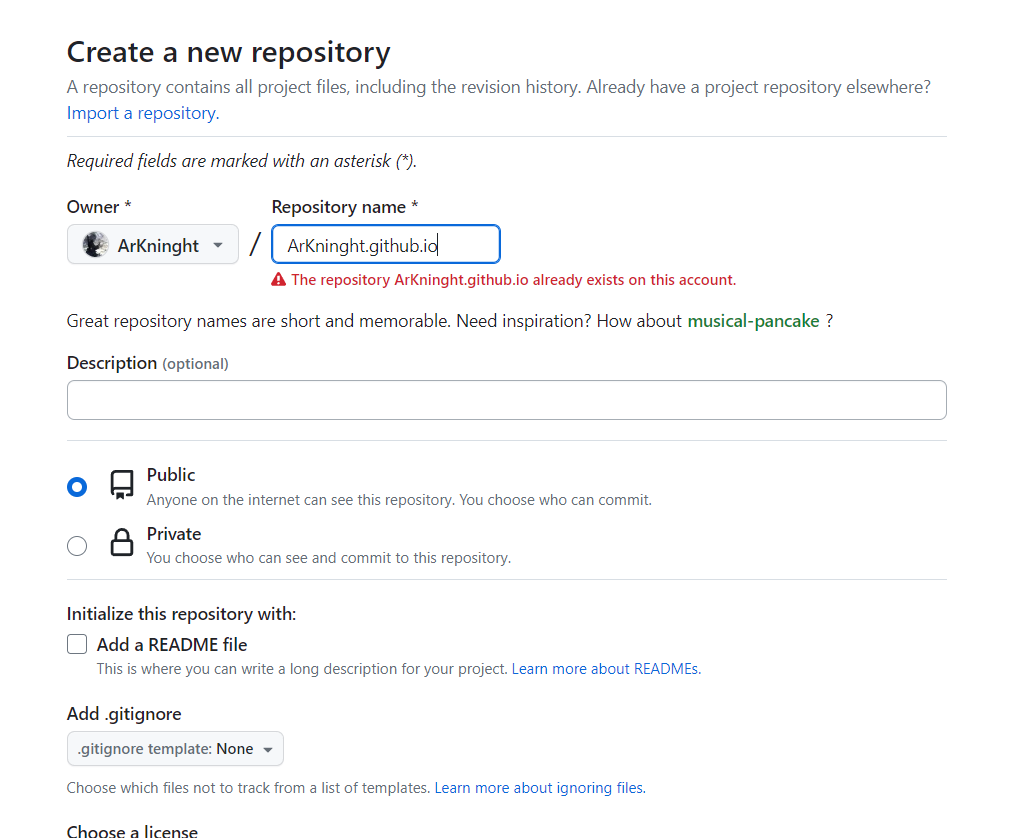 Create a new repository
A repository contains all project files, including the revision history. Already have a project repository elsewhere?
Import a repository.
Required fields are marked with an asterisk (*).
Owner *
Repository name *
ArKninght
/
ArKninght.github.io
The repository ArKninght.github.io already exists on this account.
Great repository names are short and memorable. Need inspiration? How about musical-pancake ?
Description (optional)
Public
Anyone on the internet can see this repository. You choose who can commit.
Private
You choose who can see and commit to this repository.
Initialize this repository with:
Add a README file
This is where you can write a long description for your project. Learn more about READMEs.
Add .gitignore
.gitignore template: None
Choose which files not to track from a list of templates. Learn more about ignoring files.
Choose a license